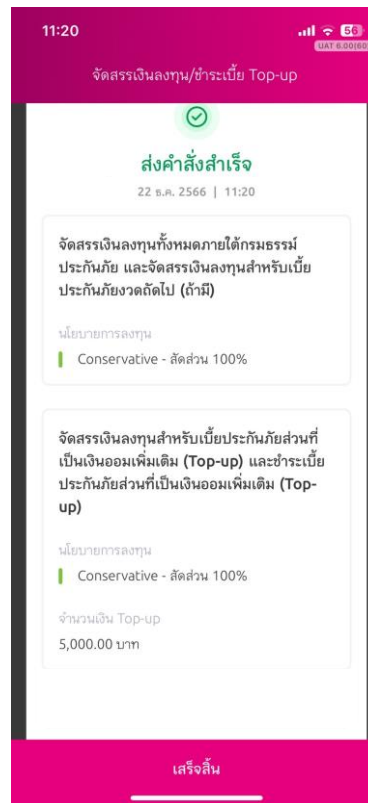 11:20
56
UAT 6.00(60
จัดสรรเงินลงทุน/ชำระเบี้ย Top-up
ส่งคำสั่งสำเร็จ
22 ธ.ค. 2566 | 11:20
จัดสรรเงินลงทุนทั้งหมดภายใต้กรมธรรม์
ประกันภัย และจัดสรรเงินลงทุนสำหรับเบี้ย
ประกันภัยงวดถัดไป (ถ้ามี)
นโยบายการลงทุน
Conservative - สัดส่วน 100%
จัดสรรเงินลงทุนสำหรับเบี้ยประกันภัยส่วนที่
เป็นเงินออมเพิ่มเติม (Top-up) และชำระเบี้ย
ประกันภัยส่วนที่เป็นเงินออมเพิ่มเติม (Top-
up)
นโยบายการลงทุน
Conservative - สัดส่วน 100%
จำนวนเงิน Top-up
5,000.00 บาท
เสร็จสิ้น